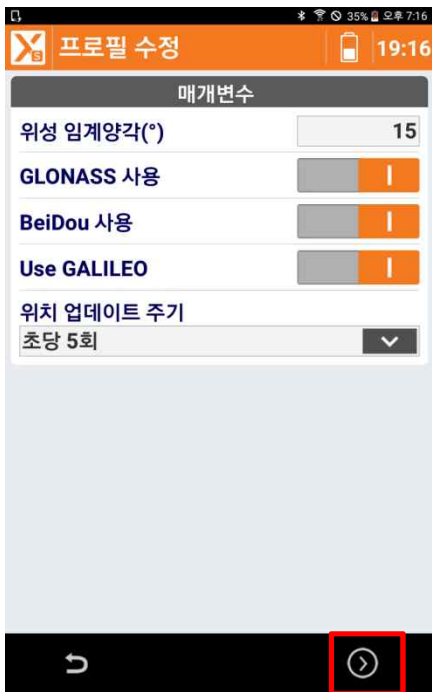 35% 오후 7:16
Xs 프로필 수정 19:16
매개변수
위성 임계양각(°) 15
GLONASS 사용
BeiDou 사용
Use GALILEO
위치 업데이트 주기
초당 5회